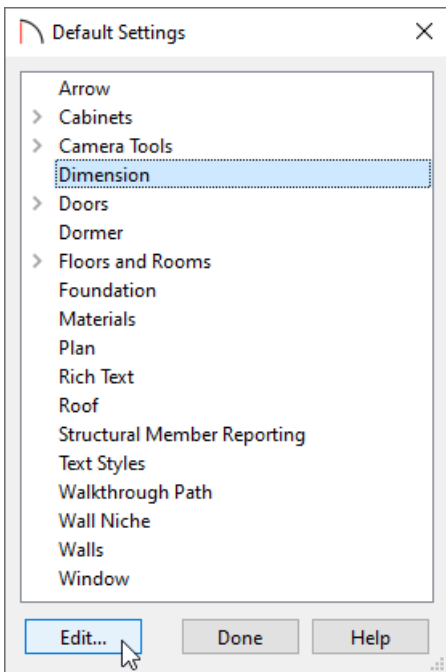 Default Settings
Arrow
Cabinets
Camera Tools
Dimension
Doors
Dormer
Floors and Rooms
Foundation
Materials
Plan
Rich Text
Roof
Structural Member Reporting
Text Styles
Walkthrough Path
Wall Niche
Walls
Window
Edit... Done Help